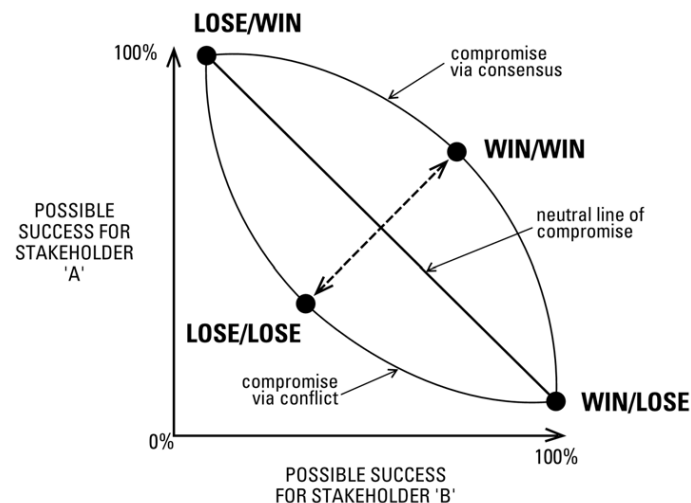 LOSE/WIN
100%
compromise
via consensus
WIN/WIN
POSSIBLE
SUCCESS FOR
STAKEHOLDER
'A'
neutral line of
compromise
LOSE/LOSE
compromise
via conflict
WIN/LOSE
0%
100%
POSSIBLE SUCCESS
FOR STAKEHOLDER 'B'